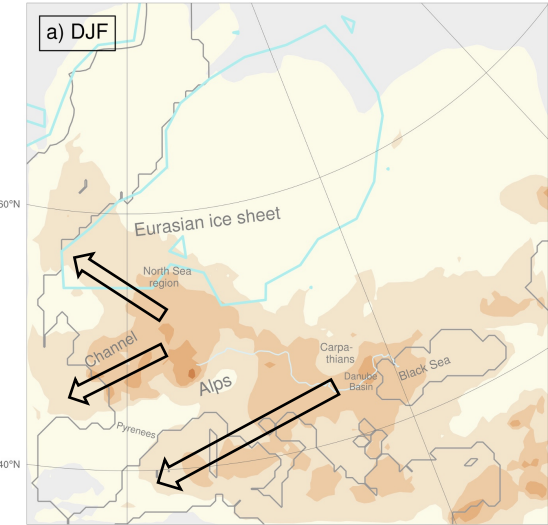 a) DJF
60°N
Eurasian ice sheet
North Sea
region
Channel
Carpa-
thians
Black Sea
Danube
Basin
Alps
Pyrenees
40°N